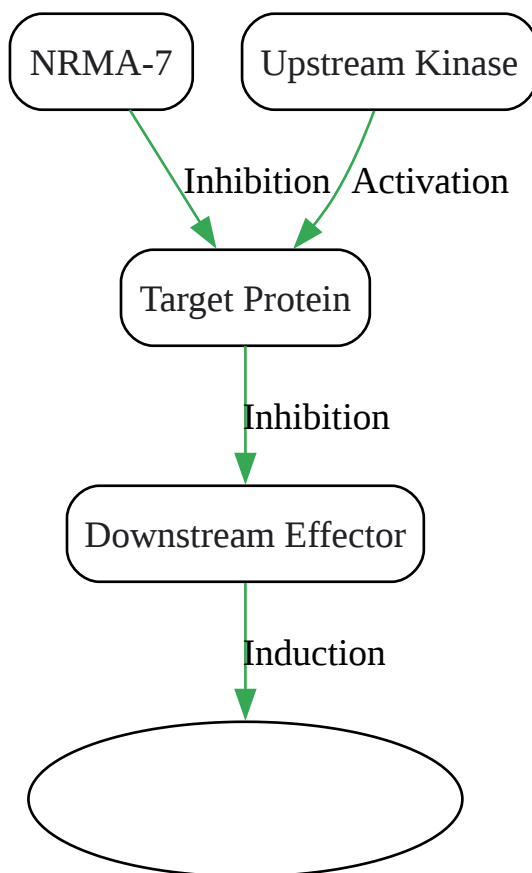 NRMA-7
Upstream Kinase
Inhibition
Activation
Target Protein
Inhibition
Downstream Effector
Induction